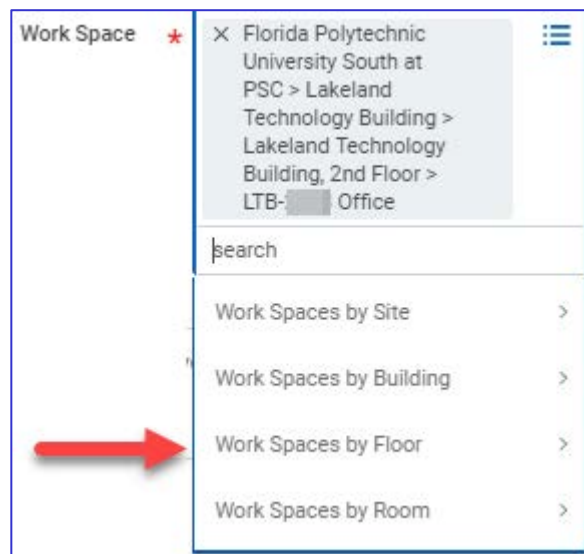 Work Space *
× Florida Polytechnic
University South at
PSC > Lakeland
Technology Building >
Lakeland Technology
Building, 2nd Floor >
LTB- Office
search
Work Spaces by Site >
Work Spaces by Building >
Work Spaces by Floor >
Work Spaces by Room >